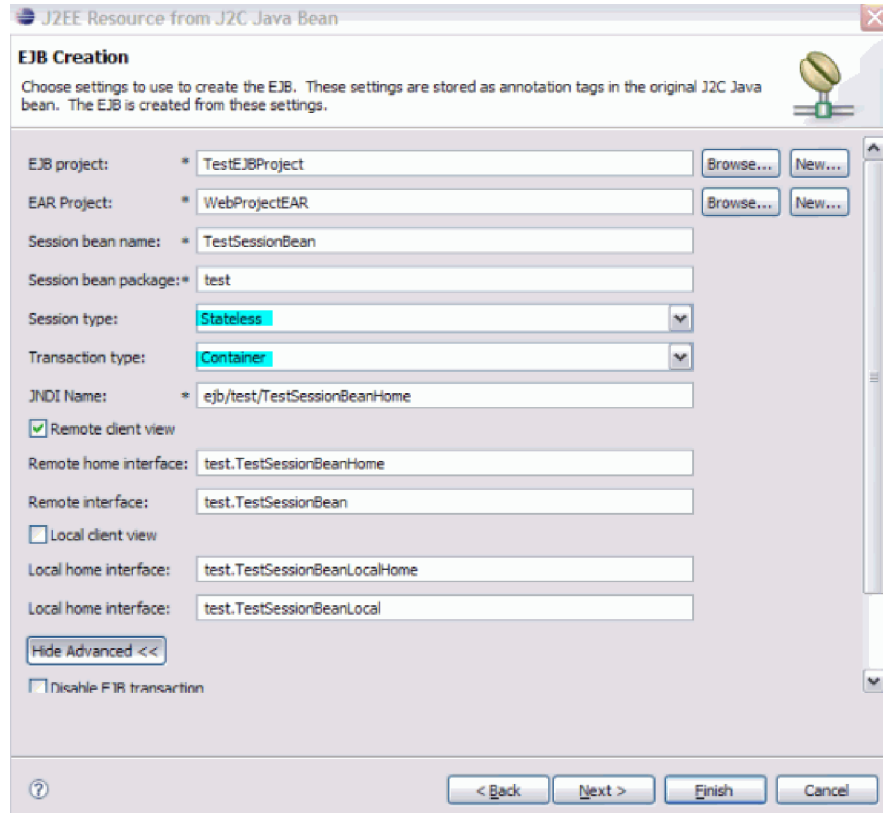 J2EE Resource from J2C Java Bean
EJB Creation
Choose settings to use to create the EJB. These settings are stored as annotation tags in the original J2C Java
bean. The EJB is created from these settings.
EJB project: * TestEJBProject Browse... New...
EAR Project: * WebProjectEAR Browse... New...
Session bean name: * TestSessionBean
Session bean package:* test
Session type: Stateless
Transaction type: Container
JNDI Name: * ejb/test/TestSessionBeanHome
Remote client view
Remote home interface: test.TestSessionBeanHome
Remote interface: test.TestSessionBean
Local client view
Local home interface: test.TestSessionBeanLocalHome
Local home interface: test.TestSessionBeanLocal
Hide Advanced <<
Disable EJB transaction
? < Back Next > Finish Cancel